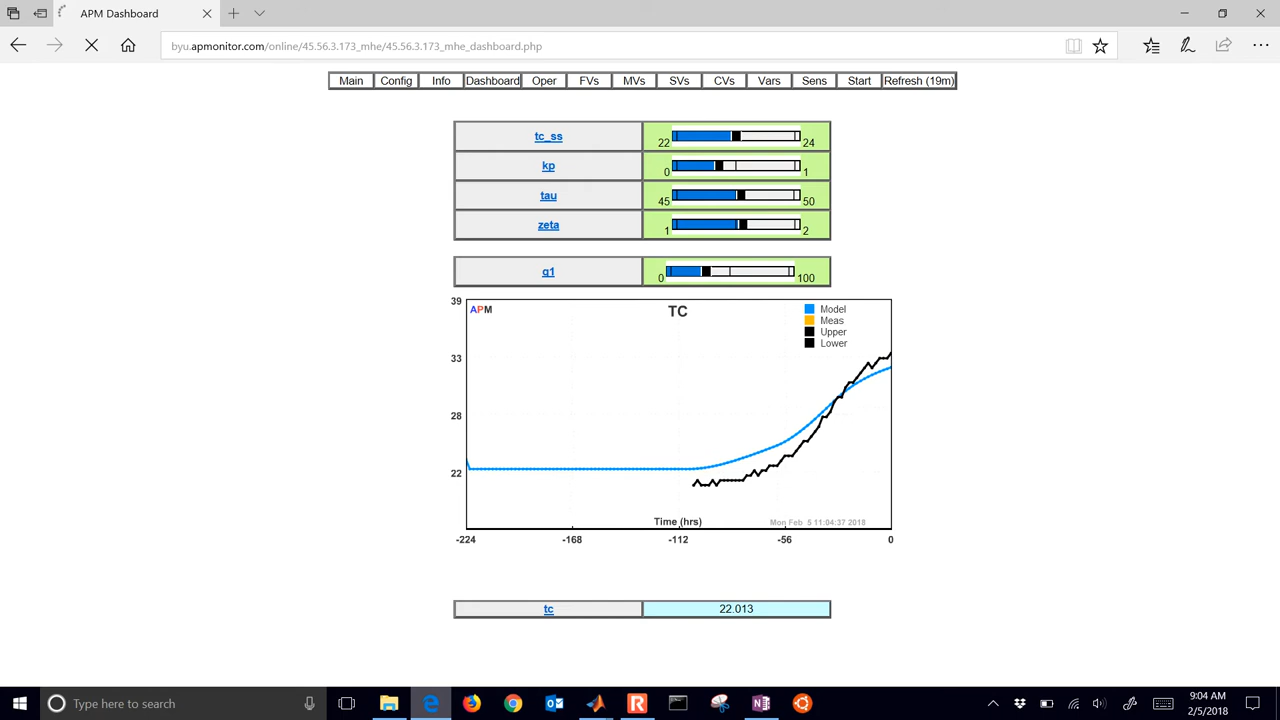 APM Dashboard
byu.apmonitor.com/online/45.56.3.173_mhe/45.56.3.173_mhe_dashboard.php
Main Config Info Dashboard Oper FVs MVs SVs CVs Vars Sens Start Refresh (19m)
tc_ss 22 24
kp 0 1
tau 45 50
zeta 1 2
q1 0 100
39
APM TC Model
Meas
Upper
Lower
33
28
22
Time (hrs) Mon Feb 5 11:04:37 2018
-224 -168 -112 -56 0
tc 22.013
Type here to search
9:04 AM
2/5/2018